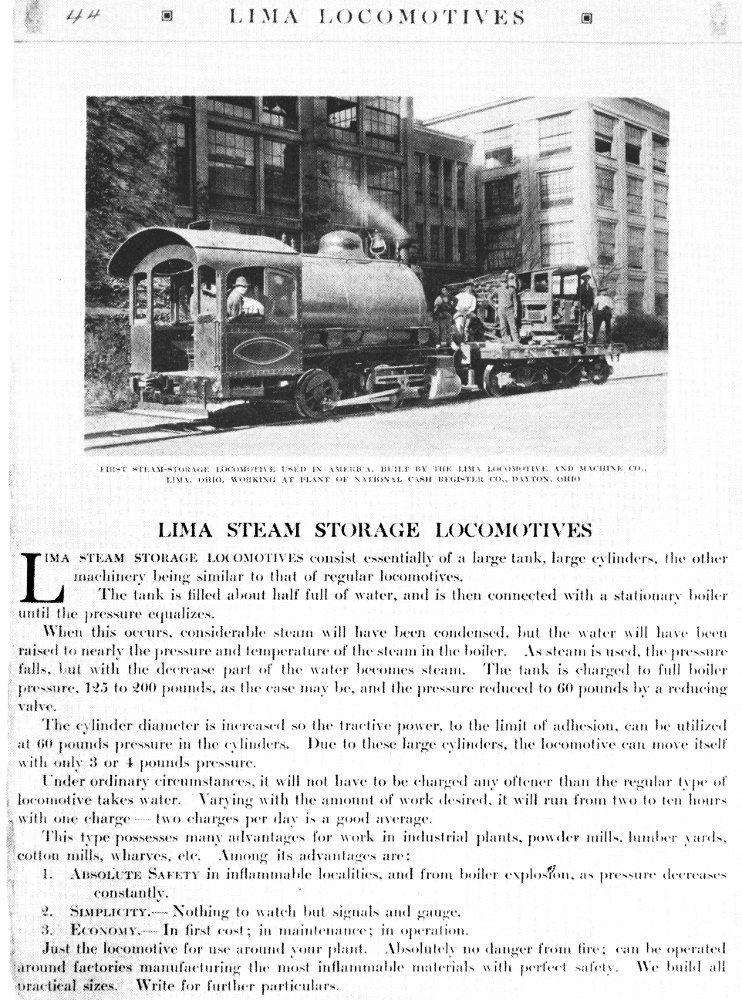 44
LIMA LOCOMOTIVES
FIRST STEAM-STORAGE LOCOMOTIVE USED IN AMERICA, BUILT BY THE LIMA LOCOMOTIVE AND MACHINE CO.,
LIMA, OHIO, WORKING AT PLANT OF NATIONAL CASH REGISTER CO., DAYTON, OHIO
LIMA STEAM STORAGE LOCOMOTIVES
LIMA STEAM STORAGE LOCOMOTIVES consist essentially of a large tank, large cylinders, the other
machinery being similar to that of regular locomotives.
The tank is filled about half full of water, and is then connected with a stationary boiler
until the pressure equalizes.
When this occurs, considerable steam will have been condensed, but the water will have been
raised to nearly the pressure and temperature of the steam in the boiler. As steam is used, the pressure
falls, but with the decrease part of the water becomes steam. The tank is charged to full boiler
pressure, 125 to 200 pounds, as the case may be, and the pressure reduced to 60 pounds by a reducing
valve.
The cylinder diameter is increased so the tractive power, to the limit of adhesion, can be utilized
at 60 pounds pressure in the cylinders. Due to these large cylinders, the locomotive can move itself
with only 3 or 4 pounds pressure.
Under ordinary circumstances, it will not have to be charged any oftener than the regular type of
locomotive takes water. Varying with the amount of work desired, it will run from two to ten hours
with one charge — two charges per day is a good average.
This type possesses many advantages for work in industrial plants, powder mills, lumber yards,
cotton mills, wharves, etc. Among its advantages are:
1. ABSOLUTE SAFETY in inflammable localities, and from boiler explosion, as pressure decreases
constantly.
2. SIMPLICITY.— Nothing to watch but signals and gauge.
3. ECONOMY.— In first cost; in maintenance; in operation.
Just the locomotive for use around your plant. Absolutely no danger from fire; can be operated
around factories manufacturing the most inflammable materials with perfect safety. We build all
practical sizes. Write for further particulars.